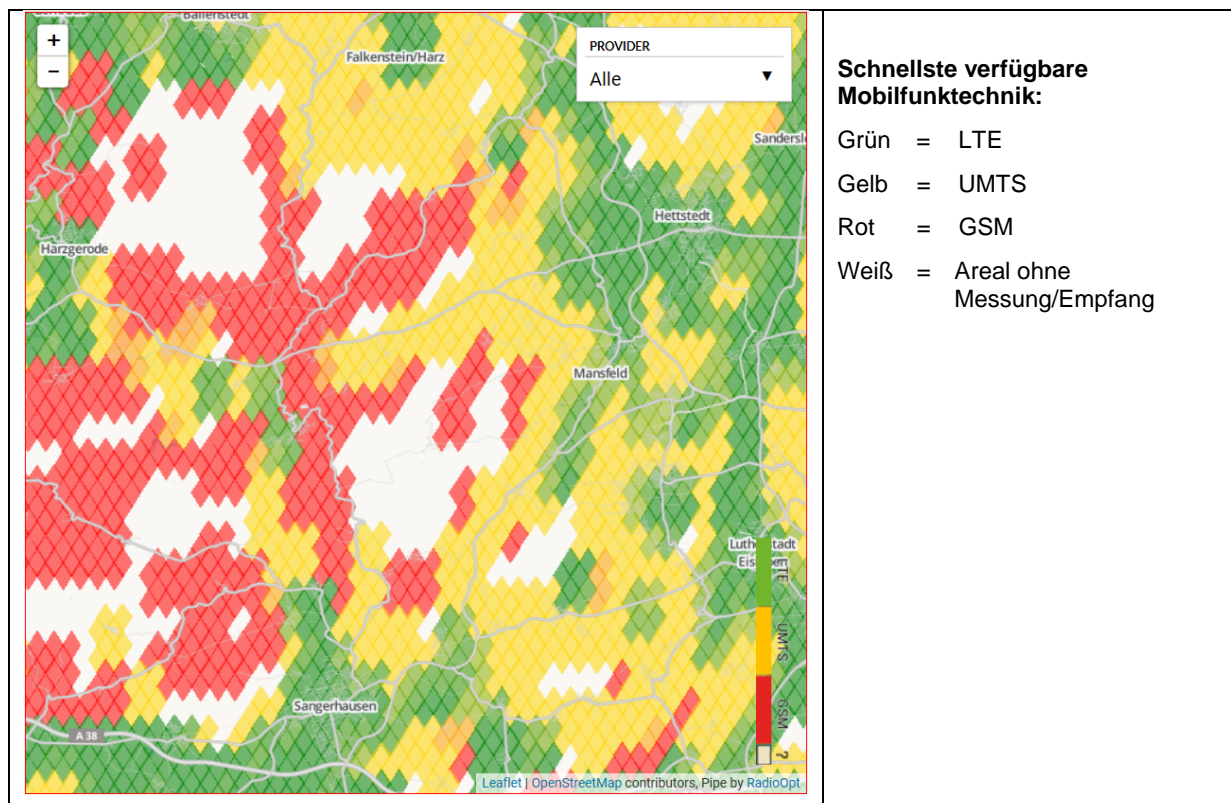 Ballenstedt
+
−
Falkenstein/Harz
PROVIDER
Alle ▼
Hettstedt
Harzgerode
Mansfeld
Sangerhausen
A 38
LTE
UMTS
GSM
?
Leaflet | OpenStreetMap contributors, Pipe by RadioOpt
Schnellste verfügbare
Mobilfunktechnik:
Grün = LTE
Gelb = UMTS
Rot = GSM
Weiß = Areal ohne
Messung/Empfang